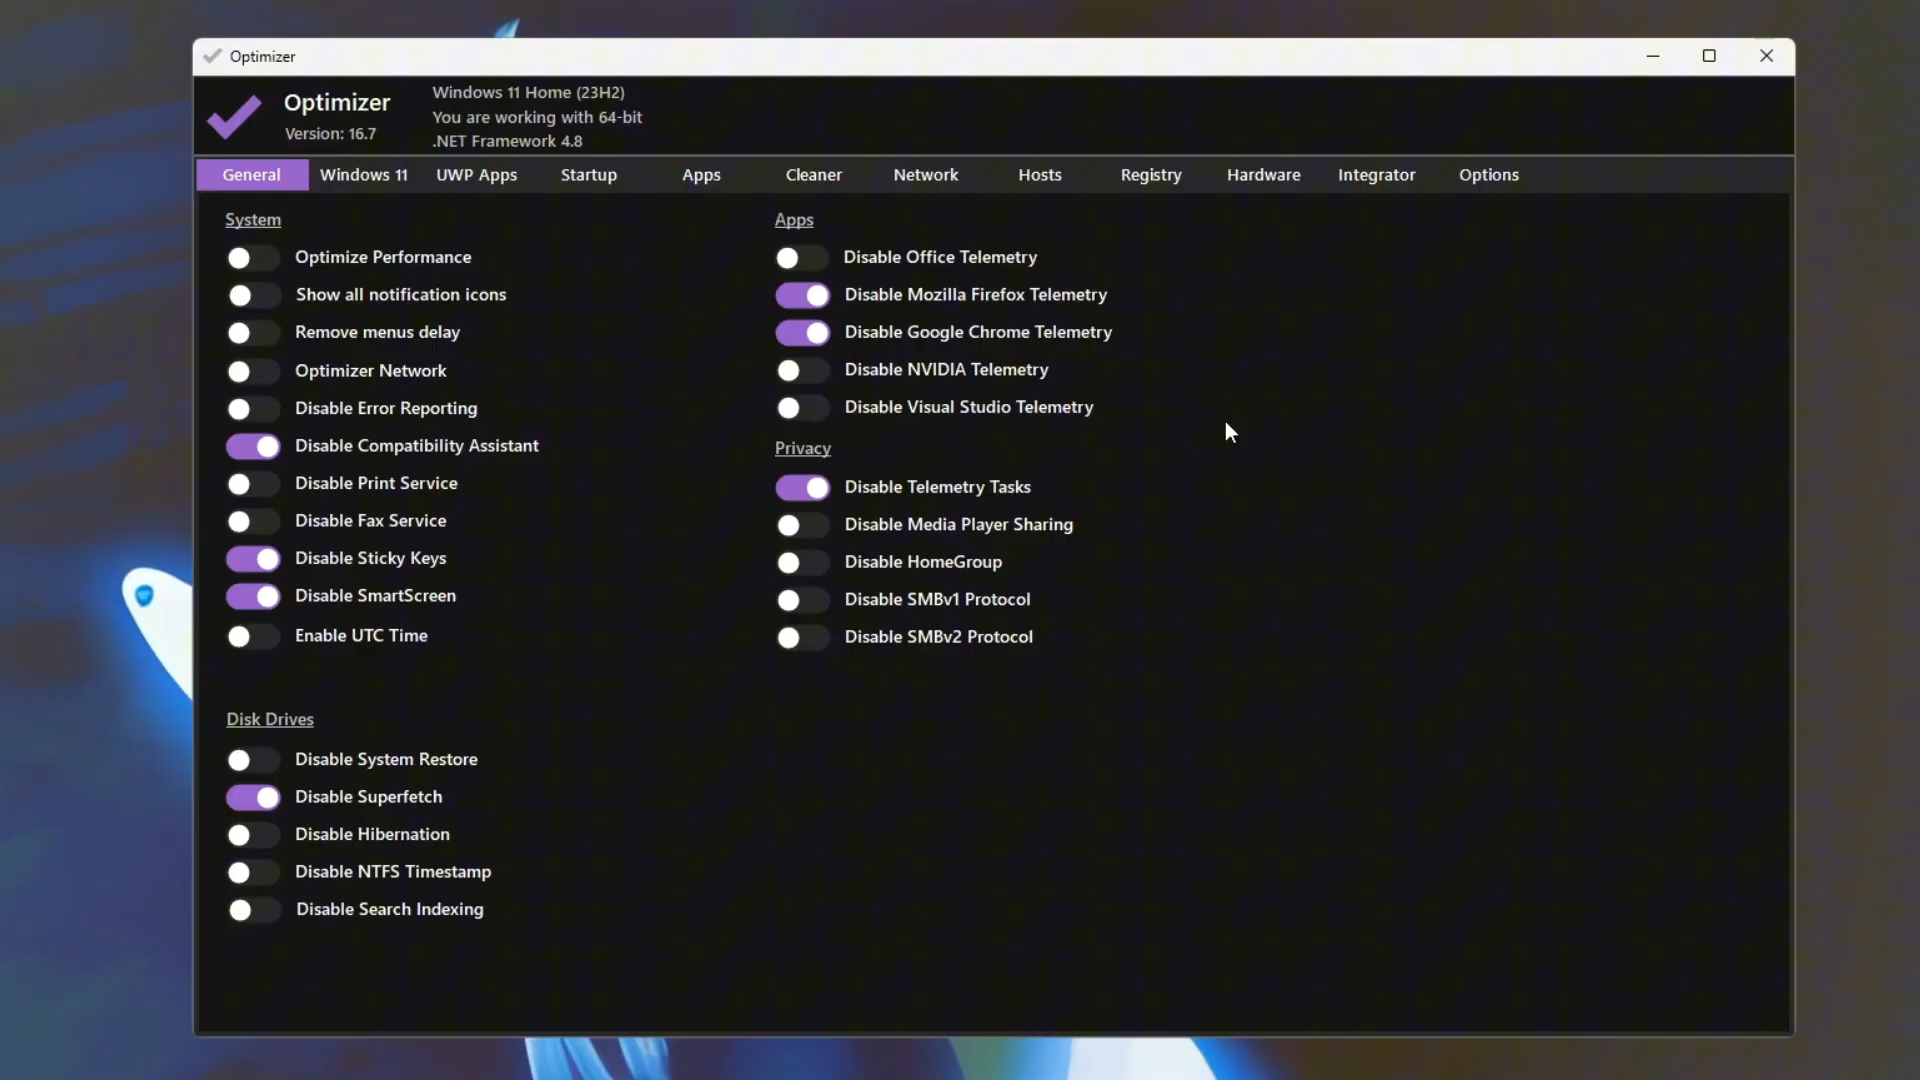 Optimizer
Optimizer
Version: 16.7
Windows 11 Home (23H2)
You are working with 64-bit
.NET Framework 4.8
General Windows 11 UWP Apps Startup Apps Cleaner Network Hosts Registry Hardware Integrator Options
System
Optimize Performance
Show all notification icons
Remove menus delay
Optimizer Network
Disable Error Reporting
Disable Compatibility Assistant
Disable Print Service
Disable Fax Service
Disable Sticky Keys
Disable SmartScreen
Enable UTC Time
Disk Drives
Disable System Restore
Disable Superfetch
Disable Hibernation
Disable NTFS Timestamp
Disable Search Indexing
Apps
Disable Office Telemetry
Disable Mozilla Firefox Telemetry
Disable Google Chrome Telemetry
Disable NVIDIA Telemetry
Disable Visual Studio Telemetry
Privacy
Disable Telemetry Tasks
Disable Media Player Sharing
Disable HomeGroup
Disable SMBv1 Protocol
Disable SMBv2 Protocol